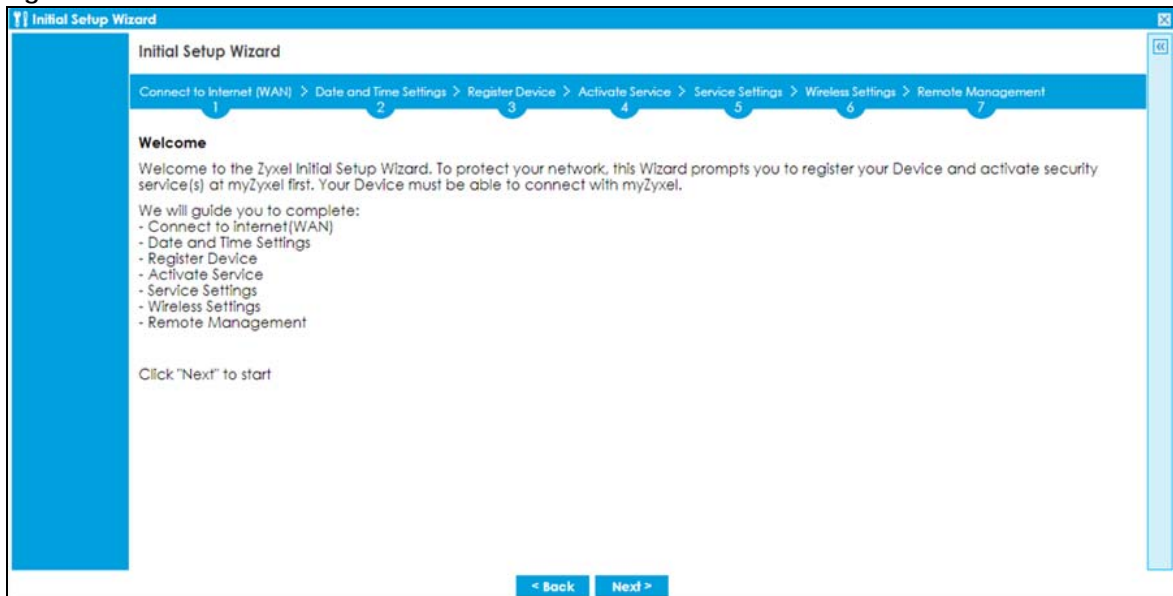 Initial Setup Wizard
Initial Setup Wizard
Connect to Internet (WAN) > Date and Time Settings > Register Device > Activate Service > Service Settings > Wireless Settings > Remote Management
1 2 3 4 5 6 7
Welcome
Welcome to the Zyxel Initial Setup Wizard. To protect your network, this Wizard prompts you to register your Device and activate security
service(s) at myZyxel first. Your Device must be able to connect with myZyxel.
We will guide you to complete:
- Connect to internet(WAN)
- Date and Time Settings
- Register Device
- Activate Service
- Service Settings
- Wireless Settings
- Remote Management
Click "Next" to start
< Back Next >